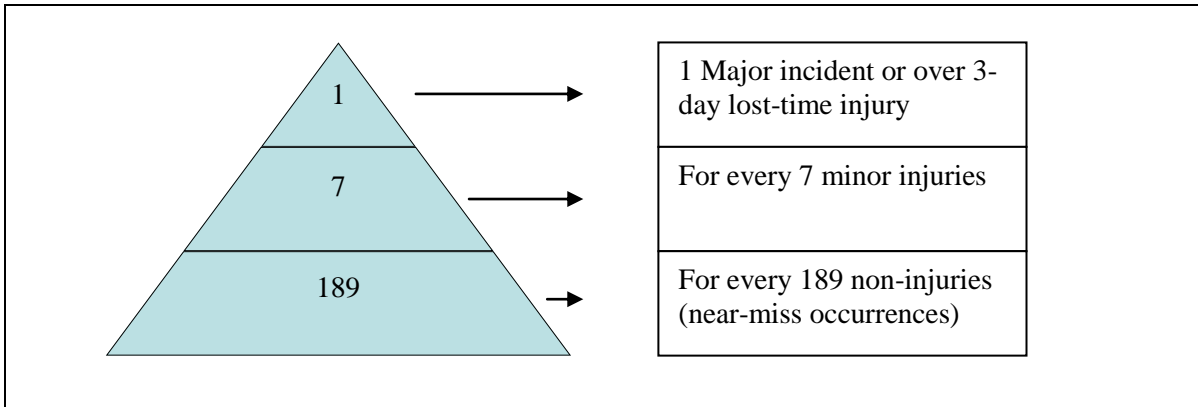 1
1 Major incident or over 3-
day lost-time injury
7
For every 7 minor injuries
189
For every 189 non-injuries
(near-miss occurrences)